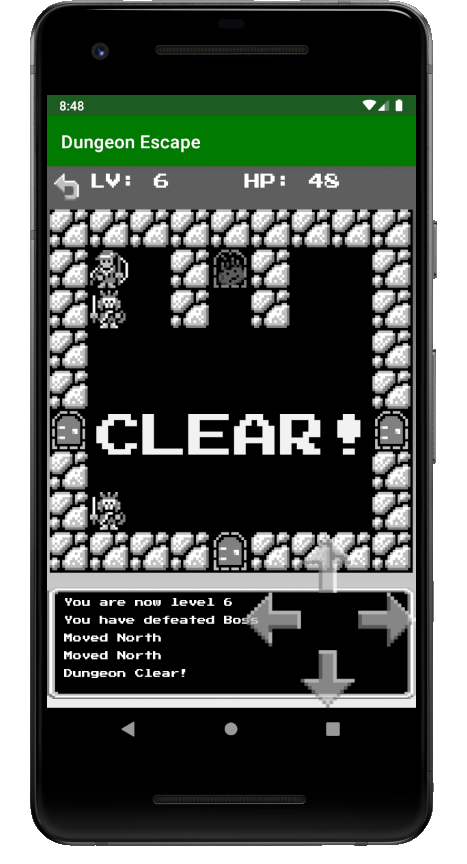 8:48
Dungeon Escape
LV: 6 HP: 48
CLEAR!
You are now level 6
You have defeated Boss
Moved North
Moved North
Dungeon Clear!